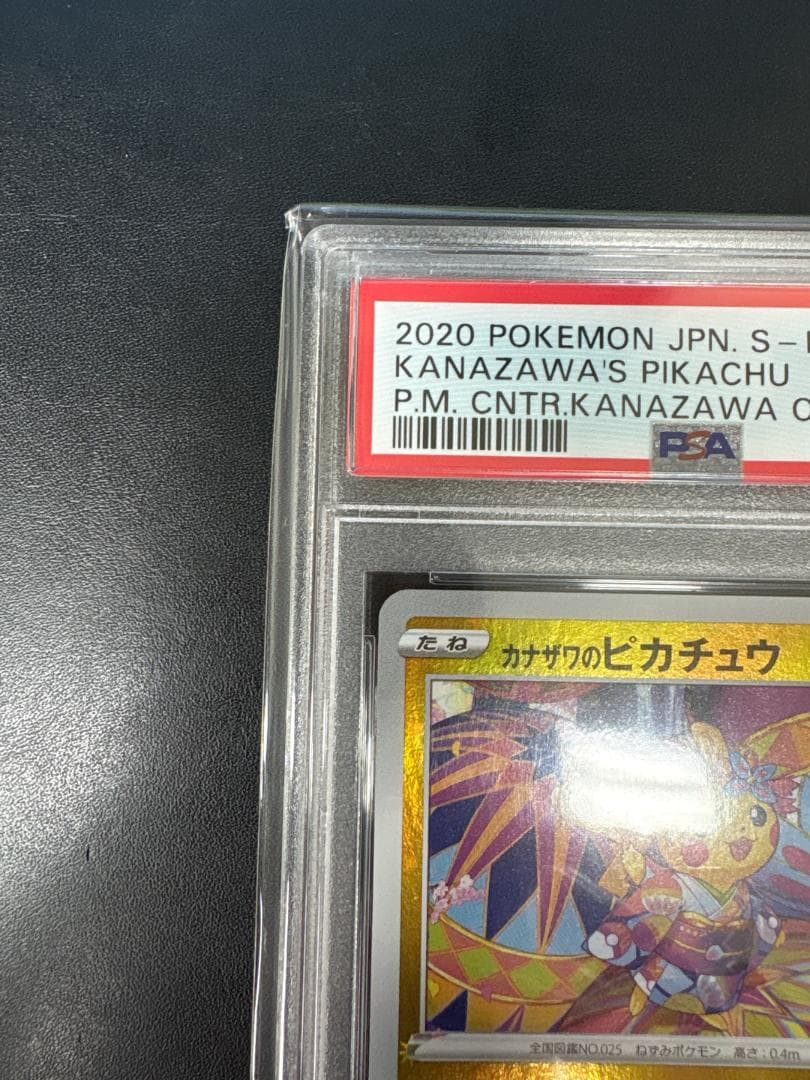 2020 POKEMON JPN. S-
KANAZAWA'S PIKACHU
P.M. CNTR.KANAZAWA
PSA
たね
カナザワのピカチュウ
全国図鑑NO.025 ねずみポケモン 高さ:0.4m